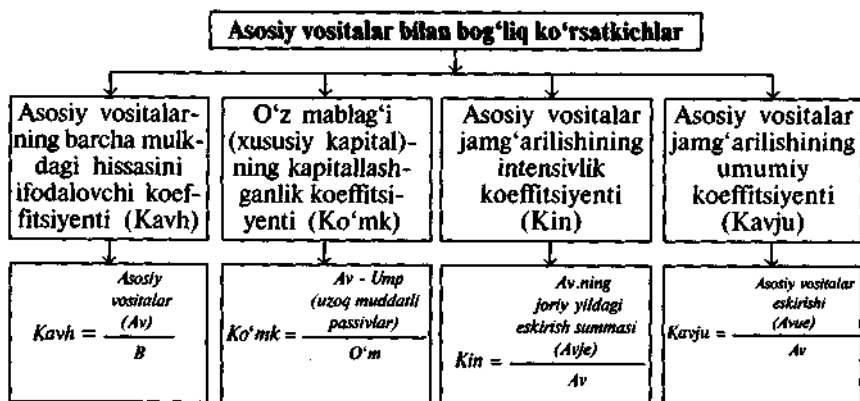 Asosiy vositalar bilan bog‘liq ko‘rsatkichlar
Asosiy vositalar-
ning barcha mulk-
dagi hissasini
ifodalovchi koef-
fitsiyenti (Kavh)
O‘z mablag‘i
(xususiy kapital)-
ning kapitallash-
ganlik koeffitsi-
yenti (Ko‘mk)
Asosiy vositalar
jamg‘arilishining
intensivlik
koeffitsiyenti
(Kin)
Asosiy vositalar
jamg‘arilishining
umumiy
koeffitsiyenti
(Kavju)
Asosiy
vositalar
(Av)
Kavh =
B
Av - Ump
(uzoq muddatli
passivlar)
Ko‘mk =
O‘m
Av.ning
joriy yildagi
eskirish summasi
(Avje)
Kin =
Av
Asosiy vositalar
eskirishi
(Avue)
Kavju =
Av